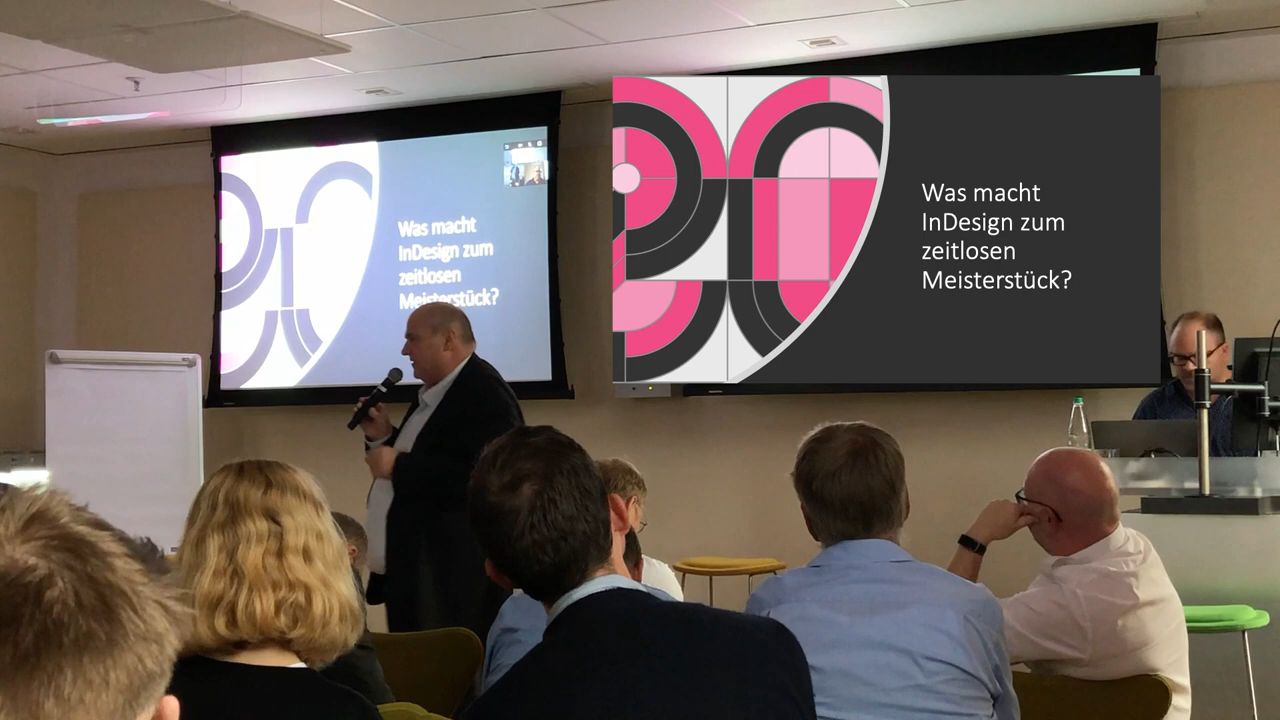 Was macht
InDesign zum
zeitlosen
Meisterstück?
Was macht
InDesign zum
zeitlosen
Meisterstück?